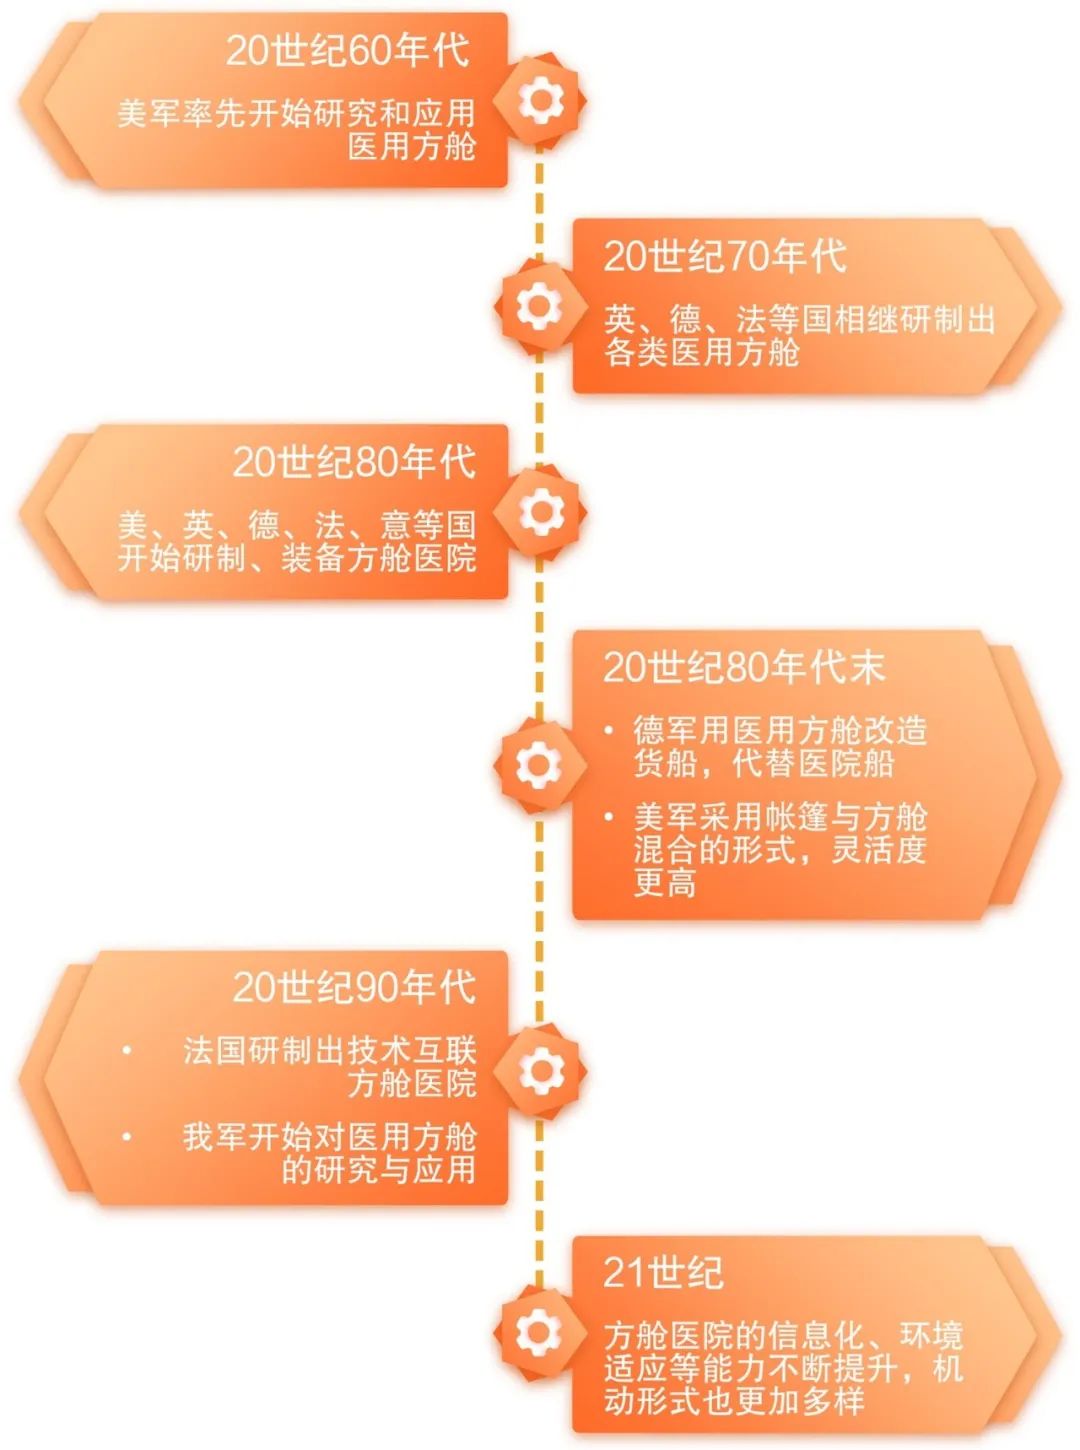 20世纪60年代
美军率先开始研究和应用
医用方舱
20世纪70年代
英、德、法等国相继研制出
各类医用方舱
20世纪80年代
美、英、德、法、意等国
开始研制、装备方舱医院
20世纪80年代末
• 德军用医用方舱改造
货船，代替医院船
• 美军采用帐篷与方舱
混合的形式，灵活度
更高
20世纪90年代
• 法国研制出技术互联
方舱医院
• 我军开始对医用方舱
的研究与应用
21世纪
方舱医院的信息化、环境
适应等能力不断提升，机
动形式也更加多样